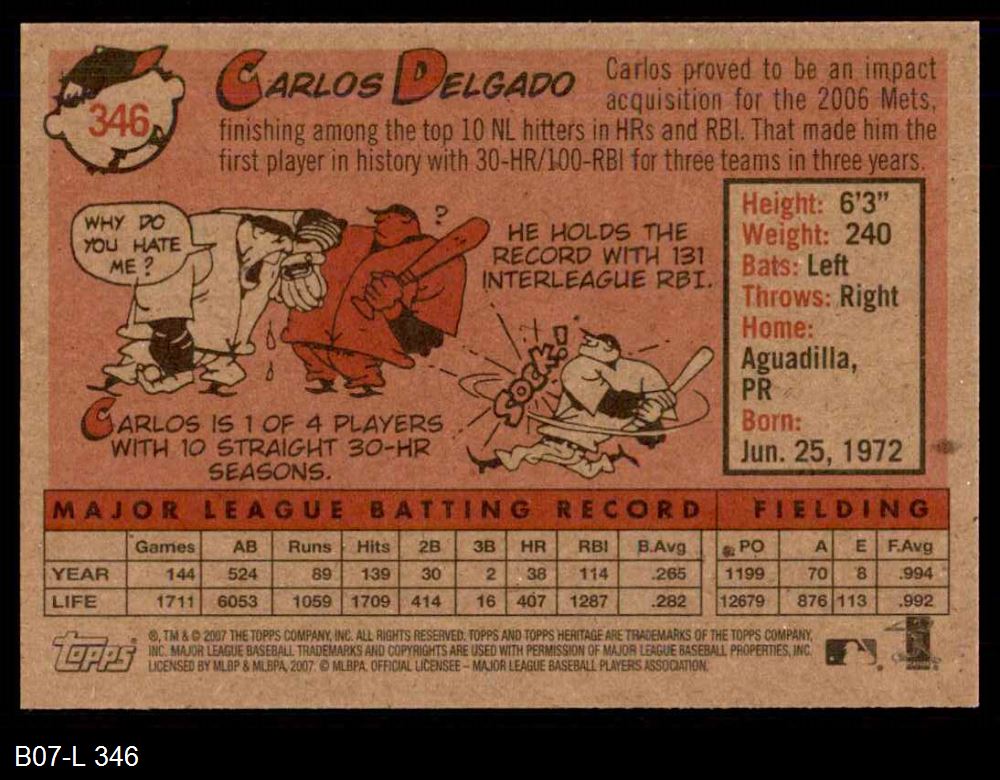 346
CARLOS DELGADO
Carlos proved to be an impact
acquisition for the 2006 Mets,
finishing among the top 10 NL hitters in HRs and RBI. That made him the
first player in history with 30-HR/100-RBI for three teams in three years.
WHY DO
YOU HATE
ME?
?
HE HOLDS THE
RECORD WITH 131
INTERLEAGUE RBI.
SOCK!
CARLOS IS 1 OF 4 PLAYERS
WITH 10 STRAIGHT 30-HR
SEASONS.
Height: 6'3"
Weight: 240
Bats: Left
Throws: Right
Home:
Aguadilla,
PR
Born:
Jun. 25, 1972
MAJOR LEAGUE BATTING RECORD FIELDING
Games AB Runs Hits 2B 3B HR RBI B.Avg PO A E F.Avg
YEAR 144 524 89 139 30 2 38 114 .265 1199 70 8 .994
LIFE 1711 6053 1059 1709 414 16 407 1287 .282 12679 876 113 .992
Topps
®, TM & © 2007 THE TOPPS COMPANY, INC. ALL RIGHTS RESERVED. TOPPS AND TOPPS HERITAGE ARE TRADEMARKS OF THE TOPPS COMPANY,
INC. MAJOR LEAGUE BASEBALL TRADEMARKS AND COPYRIGHTS ARE USED WITH PERMISSION OF MAJOR LEAGUE BASEBALL PROPERTIES, INC.
LICENSED BY MLBP & MLBPA, 2007. © MLBPA. OFFICIAL LICENSEE – MAJOR LEAGUE BASEBALL PLAYERS ASSOCIATION.
B07-L 346